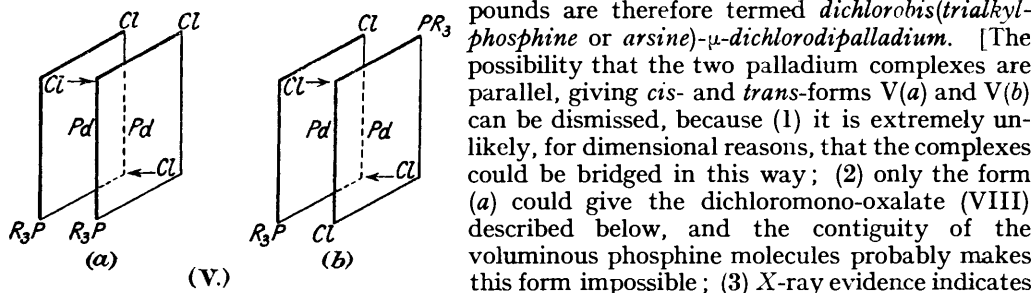 Cl Cl Cl PR₃
Cl→ Cl→
Pd Pd Pd Pd
←Cl ←Cl
R₃P R₃P R₃P Cl
(a) (b)
(V.)
pounds are therefore termed dichlorobis(trialkyl-
phosphine or arsine)-μ-dichlorodipalladium. [The
possibility that the two palladium complexes are
parallel, giving cis- and trans-forms V(a) and V(b)
can be dismissed, because (1) it is extremely un-
likely, for dimensional reasons, that the complexes
could be bridged in this way; (2) only the form
(a) could give the dichloromono-oxalate (VIII)
described below, and the contiguity of the
voluminous phosphine molecules probably makes
this form impossible; (3) X-ray evidence indicates